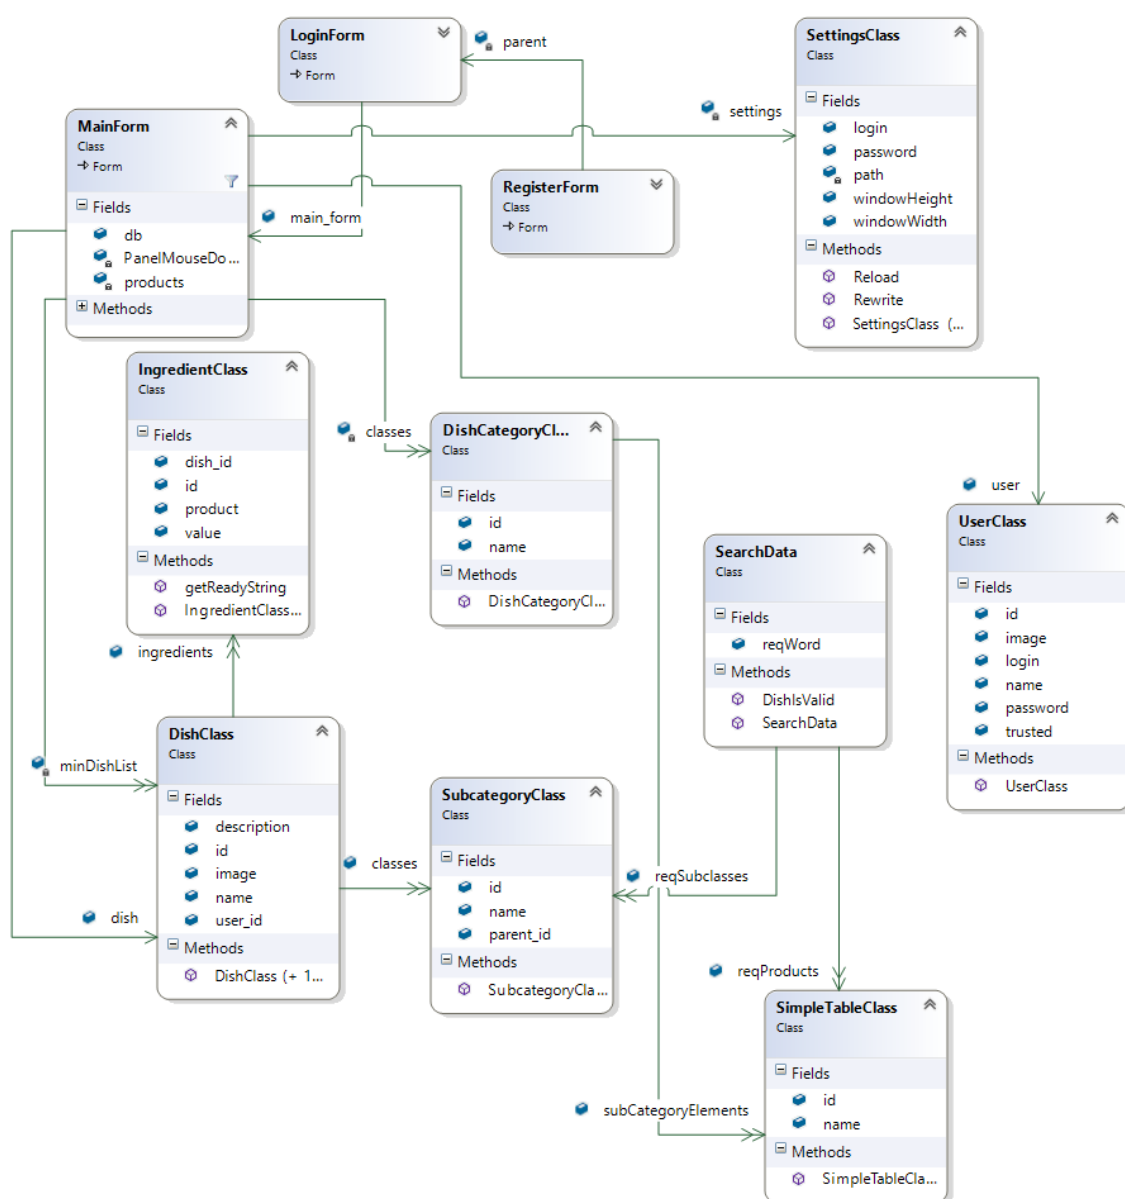 LoginForm
Class
Form
parent
SettingsClass
Class
Fields
login
password
path
windowHeight
windowWidth
Methods
Reload
Rewrite
SettingsClass (...
settings
MainForm
Class
Form
Fields
db
PanelMouseDo...
products
Methods
main_form
RegisterForm
Class
Form
IngredientClass
Class
Fields
dish_id
id
product
value
Methods
getReadyString
IngredientClass...
classes
DishCategoryCl...
Class
Fields
id
name
Methods
DishCategoryCl...
user
UserClass
Class
Fields
id
image
login
name
password
trusted
Methods
UserClass
SearchData
Class
Fields
reqWord
Methods
DishIsValid
SearchData
ingredients
minDishList
DishClass
Class
Fields
description
id
image
name
user_id
Methods
DishClass (+ 1...
dish
classes
SubcategoryClass
Class
Fields
id
name
parent_id
Methods
SubcategoryCla...
reqSubclasses
reqProducts
SimpleTableClass
Class
Fields
id
name
Methods
SimpleTableCla...
subCategoryElements